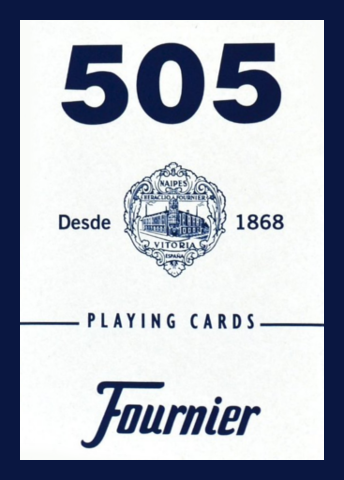 505
NAIPES
HERACLIO FOURNIER
Desde 1868
VITORIA
ESPAÑA
PLAYING CARDS
Fournier